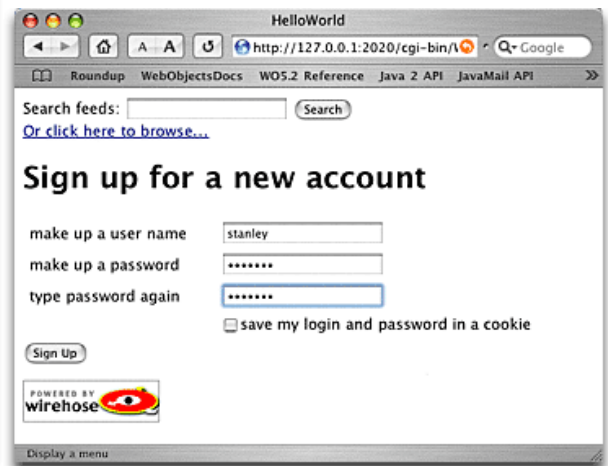 HelloWorld
A A http://127.0.0.1:2020/cgi-bin/ Google
Roundup WebObjectsDocs WO5.2 Reference Java 2 API JavaMail API »
Search feeds: Search
Or click here to browse...
Sign up for a new account
make up a user name stanley
make up a password •••••••
type password again •••••••
save my login and password in a cookie
Sign Up
POWERED BY
wirehose
Display a menu